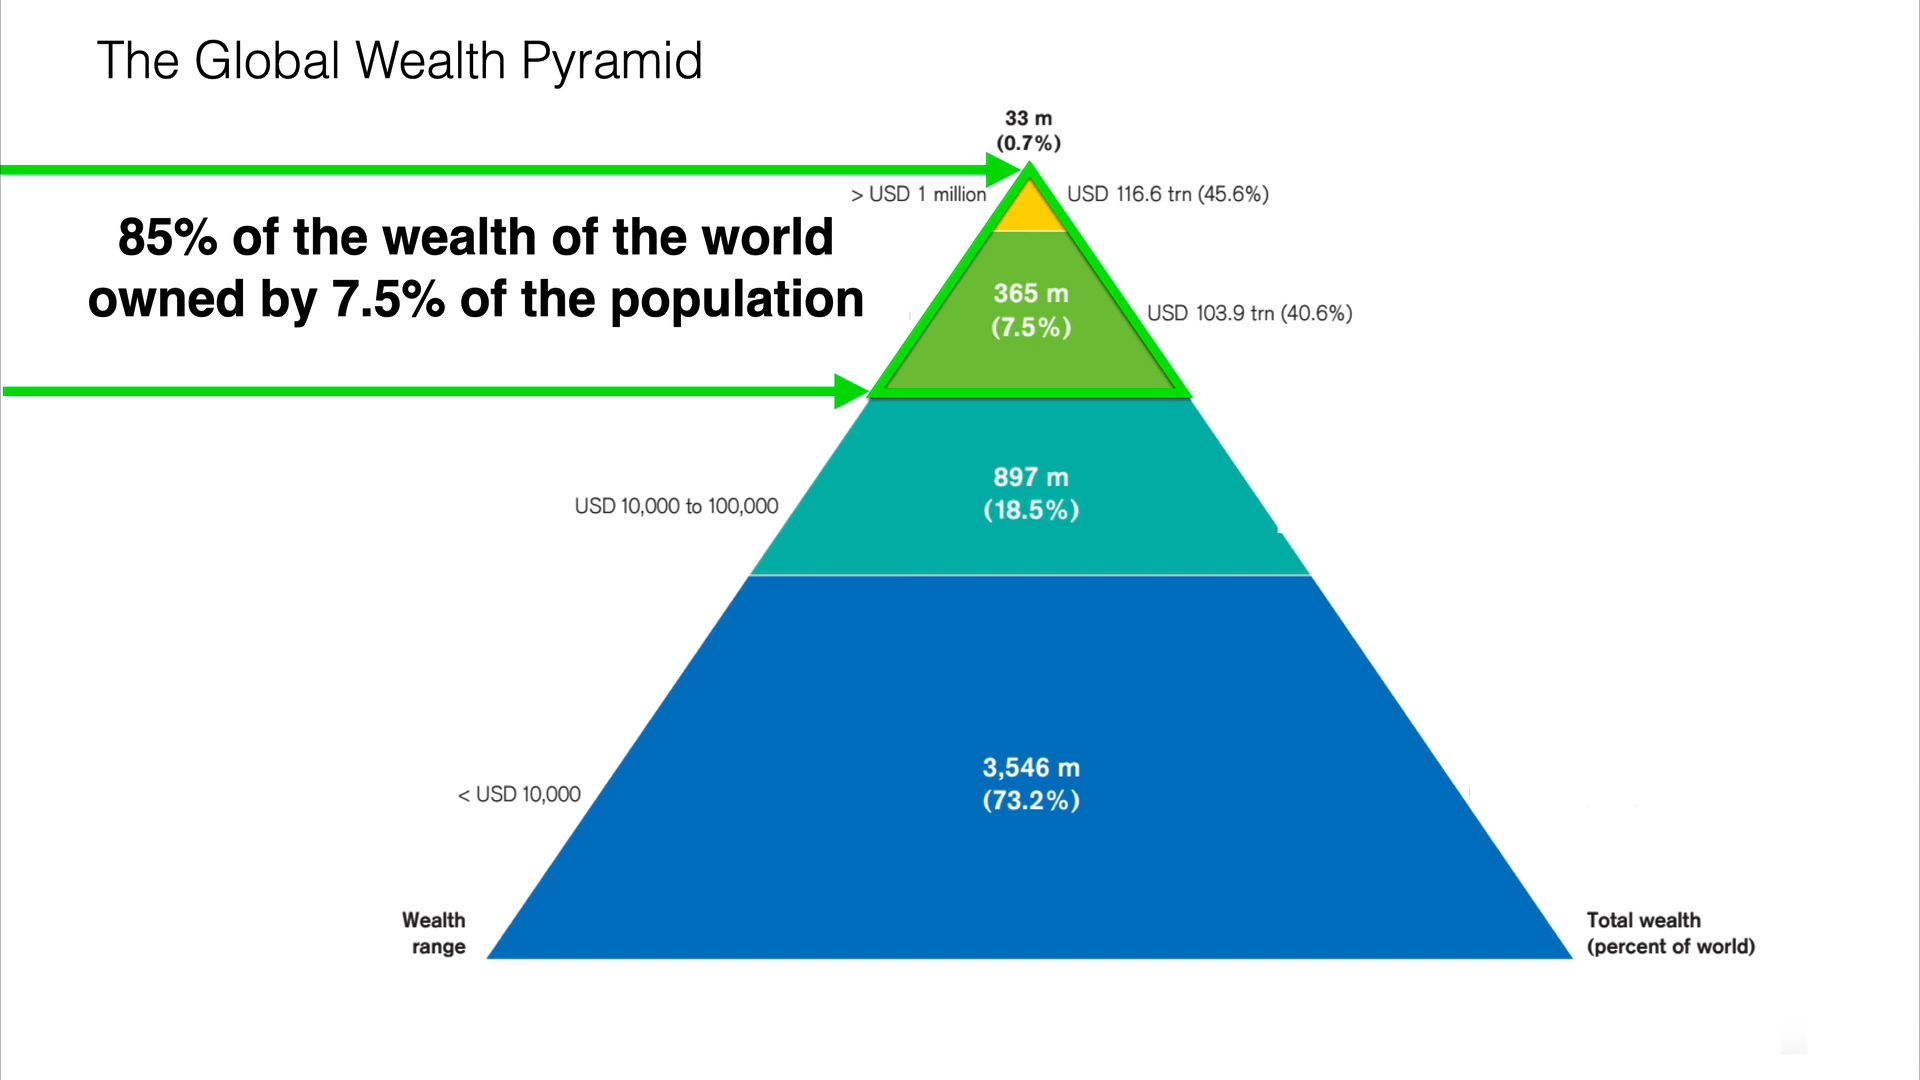 The Global Wealth Pyramid
33 m
(0.7%)
> USD 1 million
USD 116.6 trn (45.6%)
85% of the wealth of the world
owned by 7.5% of the population
365 m
(7.5%)
USD 103.9 trn (40.6%)
897 m
(18.5%)
USD 10,000 to 100,000
3,546 m
(73.2%)
< USD 10,000
Wealth
range
Total wealth
(percent of world)